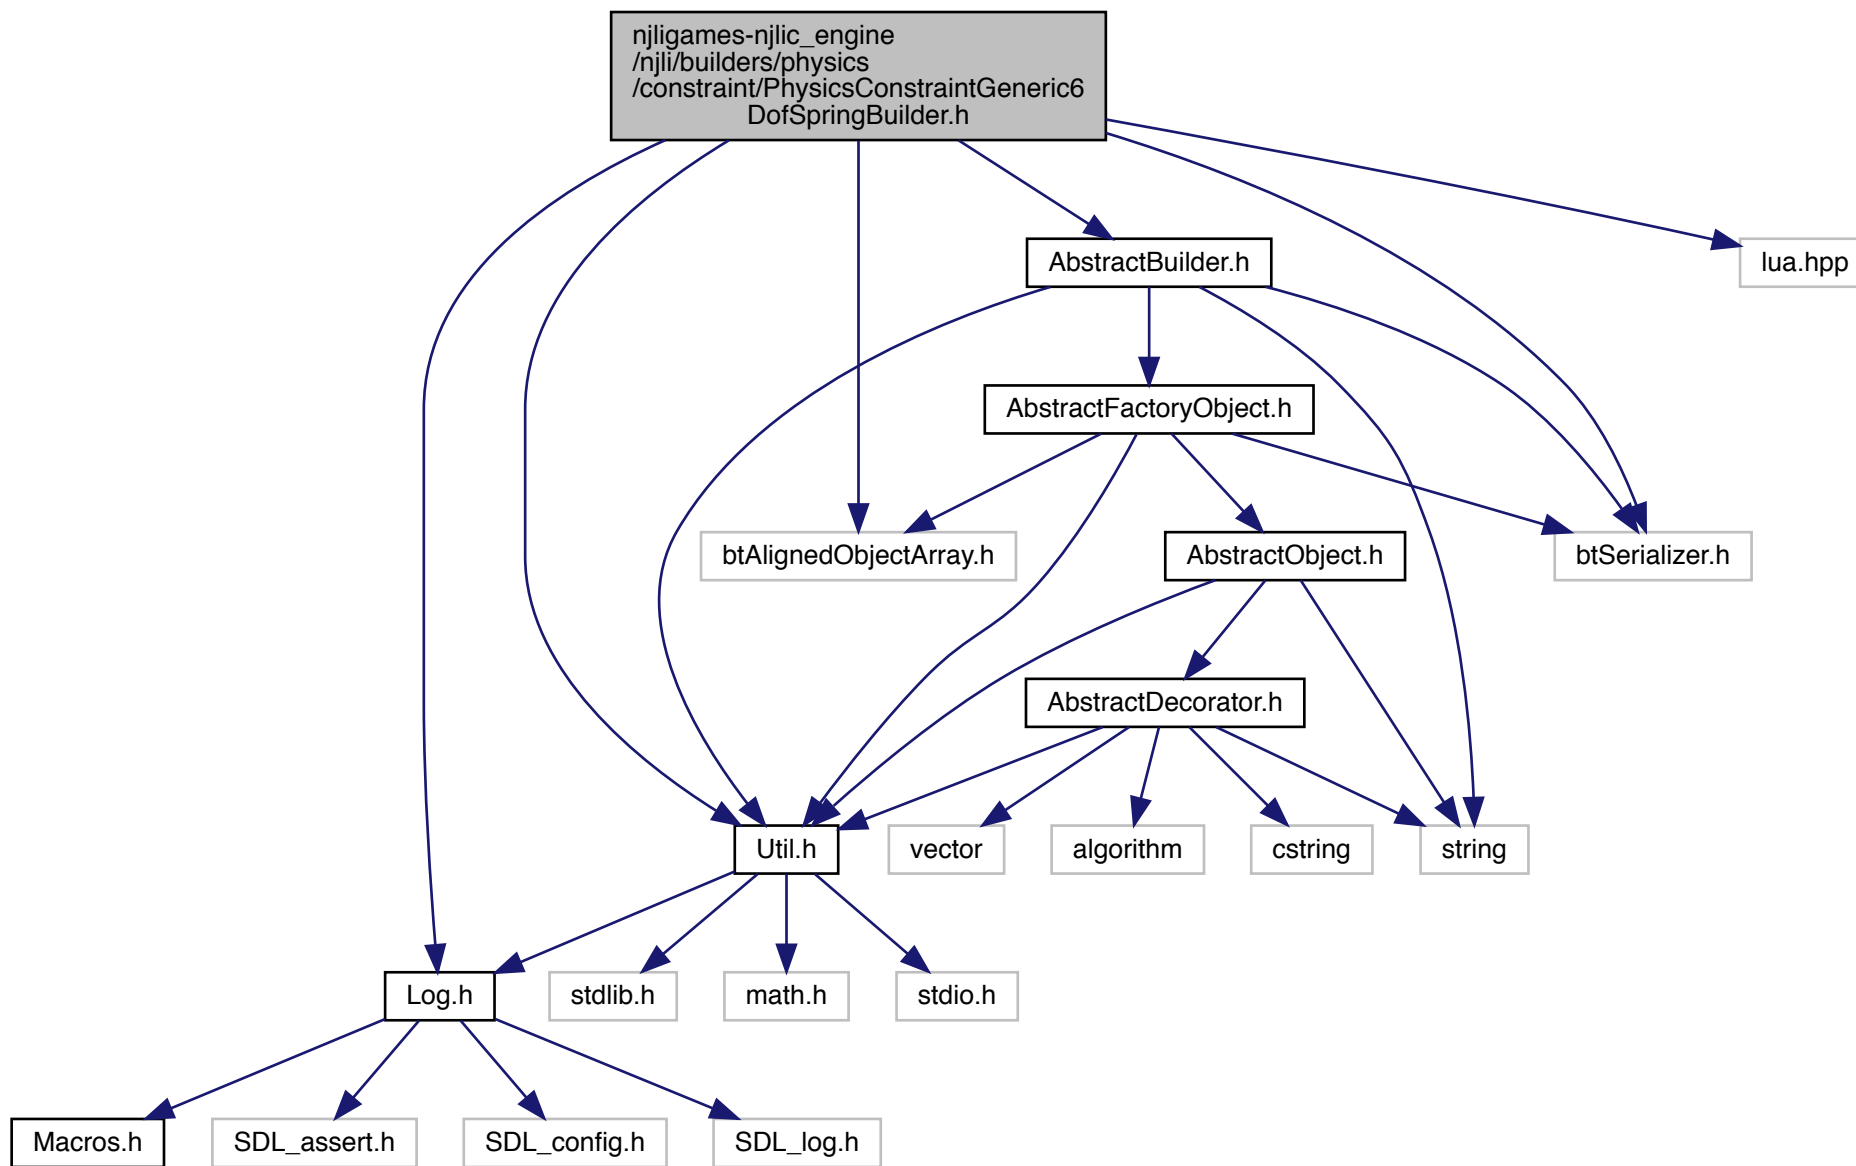 njligames-njlic_engine
/njli/builders/physics
/constraint/PhysicsConstraintGeneric6
DofSpringBuilder.h
AbstractBuilder.h
lua.hpp
AbstractFactoryObject.h
btAlignedObjectArray.h
AbstractObject.h
btSerializer.h
AbstractDecorator.h
Util.h
vector
algorithm
cstring
string
Log.h
stdlib.h
math.h
stdio.h
Macros.h
SDL_assert.h
SDL_config.h
SDL_log.h